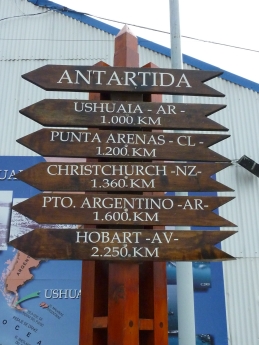 ANTARTIDA
USHUAIA - AR -
1.000 KM
PUNTA ARENAS - CL -
1.200 KM
CHRISTCHURCH -NZ-
1.360 KM
PTO. ARGENTINO -AR-
1.600 KM
HOBART -AV-
2.250 KM
USHU